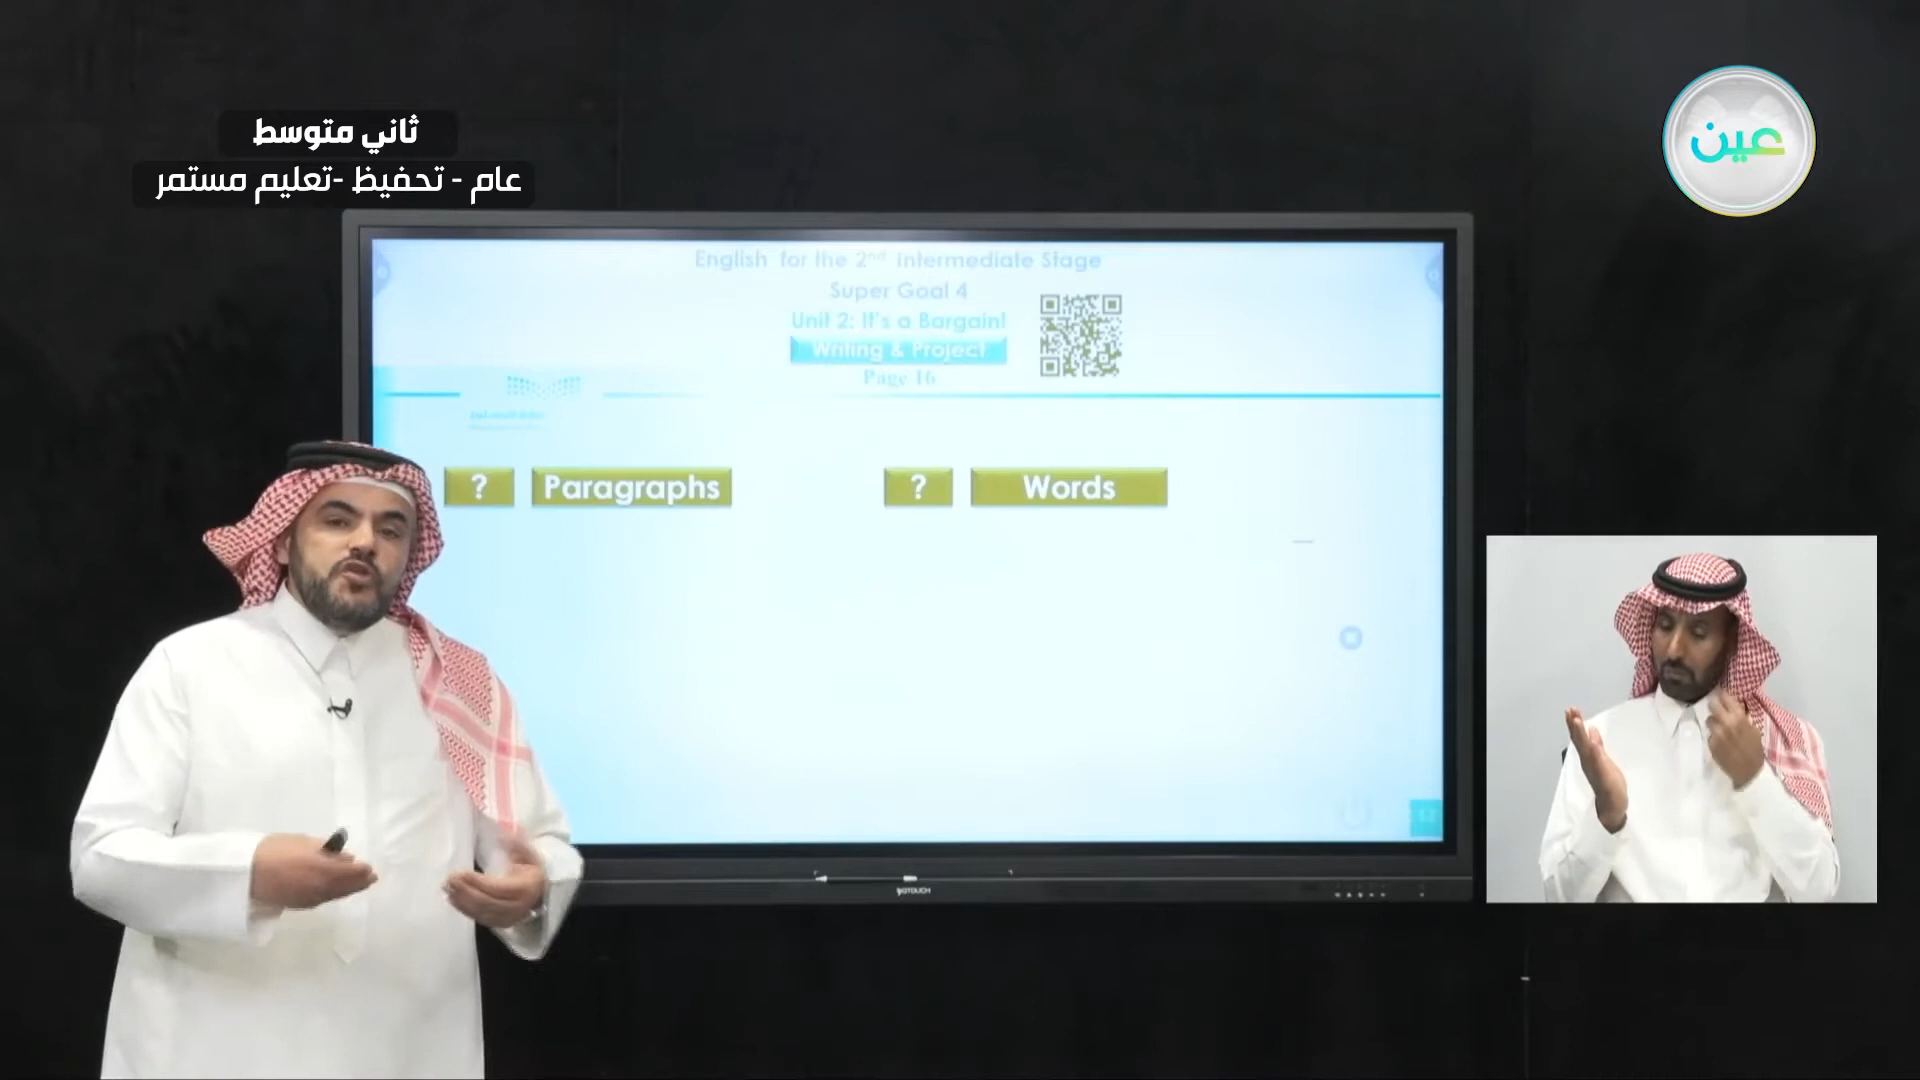 ثاني متوسط
عام - تحفيظ -تعليم مستمر
عين
English for the 2nd Intermediate Stage
Super Goal 4
Unit 2: It's a Bargain!
Writing & Project
Page 16
? Paragraphs ? Words